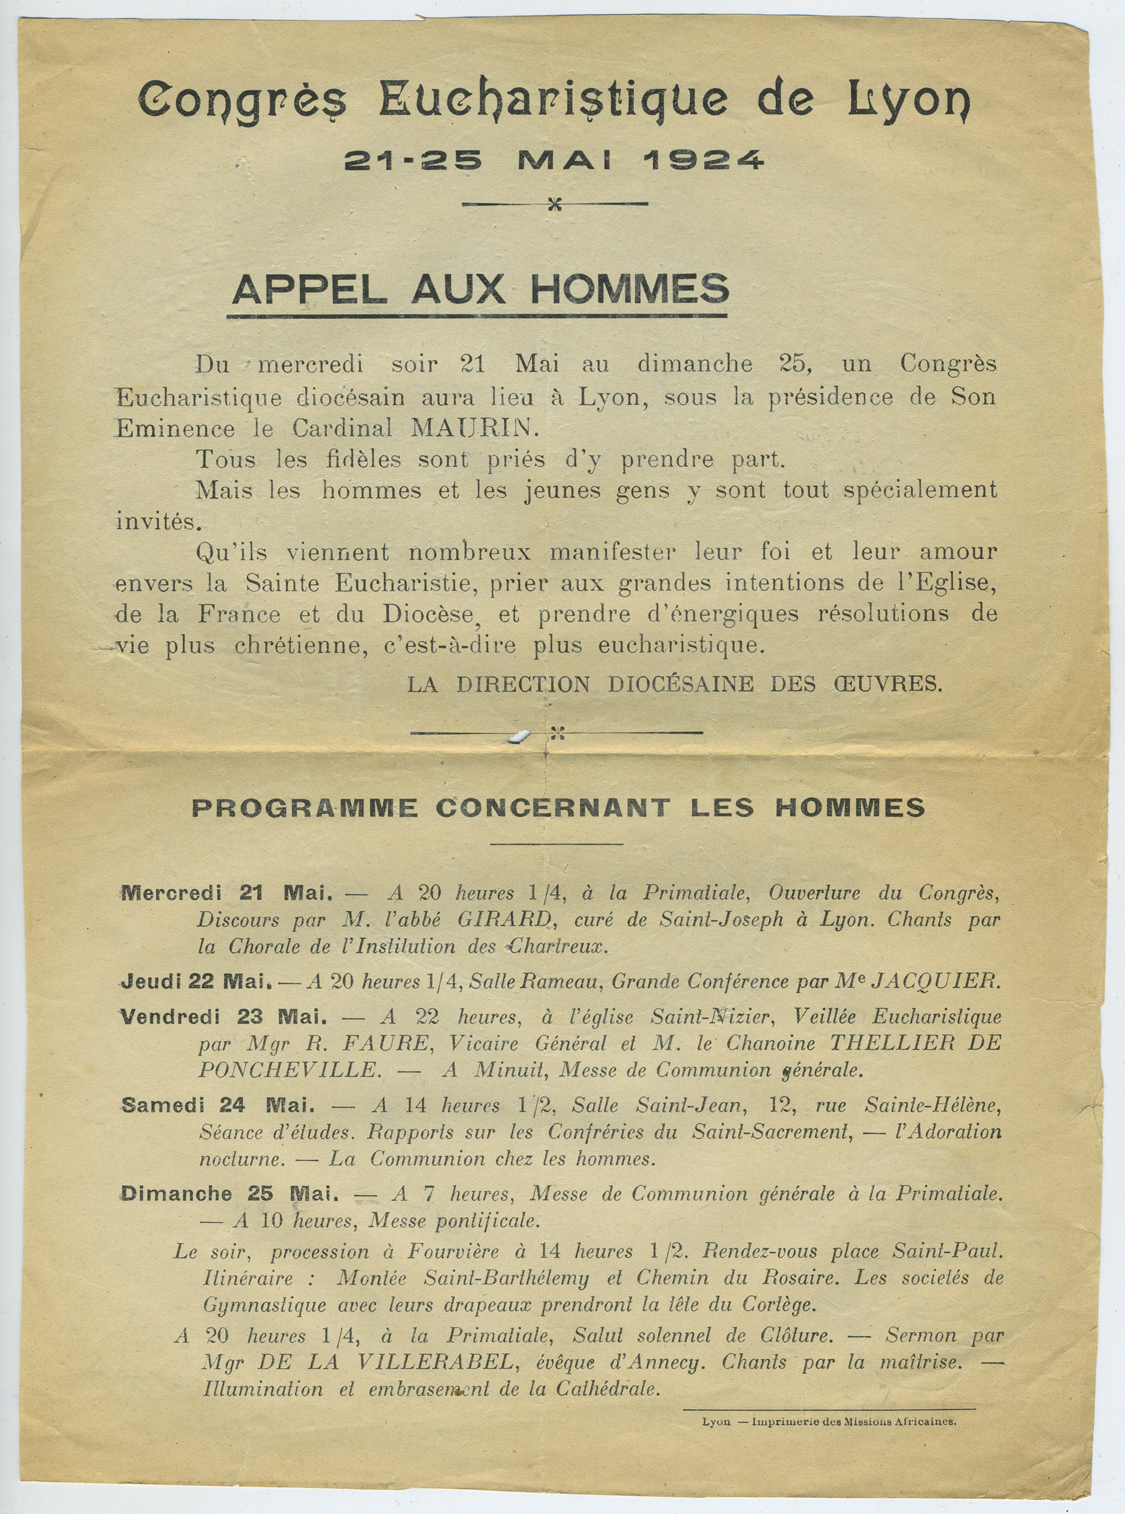 Congrès Eucharistique de Lyon
21-25 MAI 1924
APPEL AUX HOMMES
Du mercredi soir 21 Mai au dimanche 25, un Congrès
Eucharistique diocésain aura lieu à Lyon, sous la présidence de Son
Eminence le Cardinal MAURIN.
Tous les fidèles sont priés d'y prendre part.
Mais les hommes et les jeunes gens y sont tout spécialement
invités.
Qu'ils viennent nombreux manifester leur foi et leur amour
envers la Sainte Eucharistie, prier aux grandes intentions de l'Eglise,
de la France et du Diocèse, et prendre d'énergiques résolutions de
vie plus chrétienne, c'est-à-dire plus eucharistique.
LA DIRECTION DIOCÉSAINE DES ŒUVRES.
PROGRAMME CONCERNANT LES HOMMES
Mercredi 21 Mai. — A 20 heures 1/4, à la Primatiale, Ouverture du Congrès,
Discours par M. l'abbé GIRARD, curé de Saint-Joseph à Lyon. Chants par
la Chorale de l'Institution des Chartreux.
Jeudi 22 Mai. — A 20 heures 1/4, Salle Rameau, Grande Conférence par Me JACQUIER.
Vendredi 23 Mai. — A 22 heures, à l'église Saint-Nizier, Veillée Eucharistique
par Mgr R. FAURE, Vicaire Général et M. le Chanoine THELLIER DE
PONCHEVILLE. — A Minuit, Messe de Communion générale.
Samedi 24 Mai. — A 14 heures 1/2, Salle Saint-Jean, 12, rue Sainte-Hélène,
Séance d'études. Rapports sur les Confréries du Saint-Sacrement, — l'Adoration
nocturne. — La Communion chez les hommes.
Dimanche 25 Mai. — A 7 heures, Messe de Communion générale à la Primatiale.
— A 10 heures, Messe pontificale.
Le soir, procession à Fourvière à 14 heures 1/2. Rendez-vous place Saint-Paul.
Itinéraire : Montée Saint-Barthélemy et Chemin du Rosaire. Les societés de
Gymnastique avec leurs drapeaux prendront la tête du Cortège.
A 20 heures 1/4, à la Primatiale, Salut solennel de Clôture. — Sermon par
Mgr DE LA VILLERABEL, évêque d'Annecy. Chants par la maîtrise. —
Illumination et embrasement de la Cathédrale.
Lyon — Imprimerie des Missions Africaines.